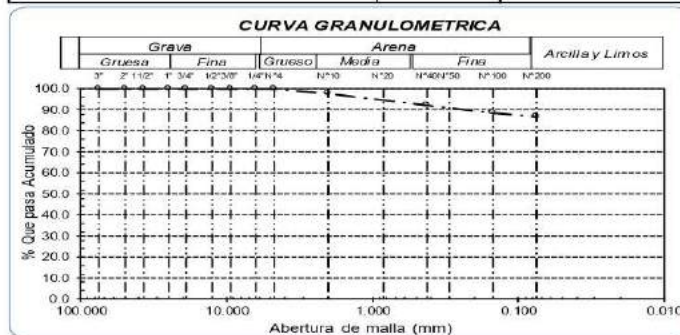 CURVA GRANULOMETRICA
Grava Arena Arcilla y Limos
Gruesa Fina Grueso Media Fina
3" 2" 1 1/2" 1" 3/4" 1/2" 3/8" 1/4" N°4 N°10 N°20 N°40 N°50 N°100 N°200
100.0
90.0
80.0
70.0
60.0
50.0
40.0
30.0
20.0
10.0
0.0
% Que pasa Acumulado
100.000 10.000 1.000 0.100 0.010
Abertura de malla (mm)